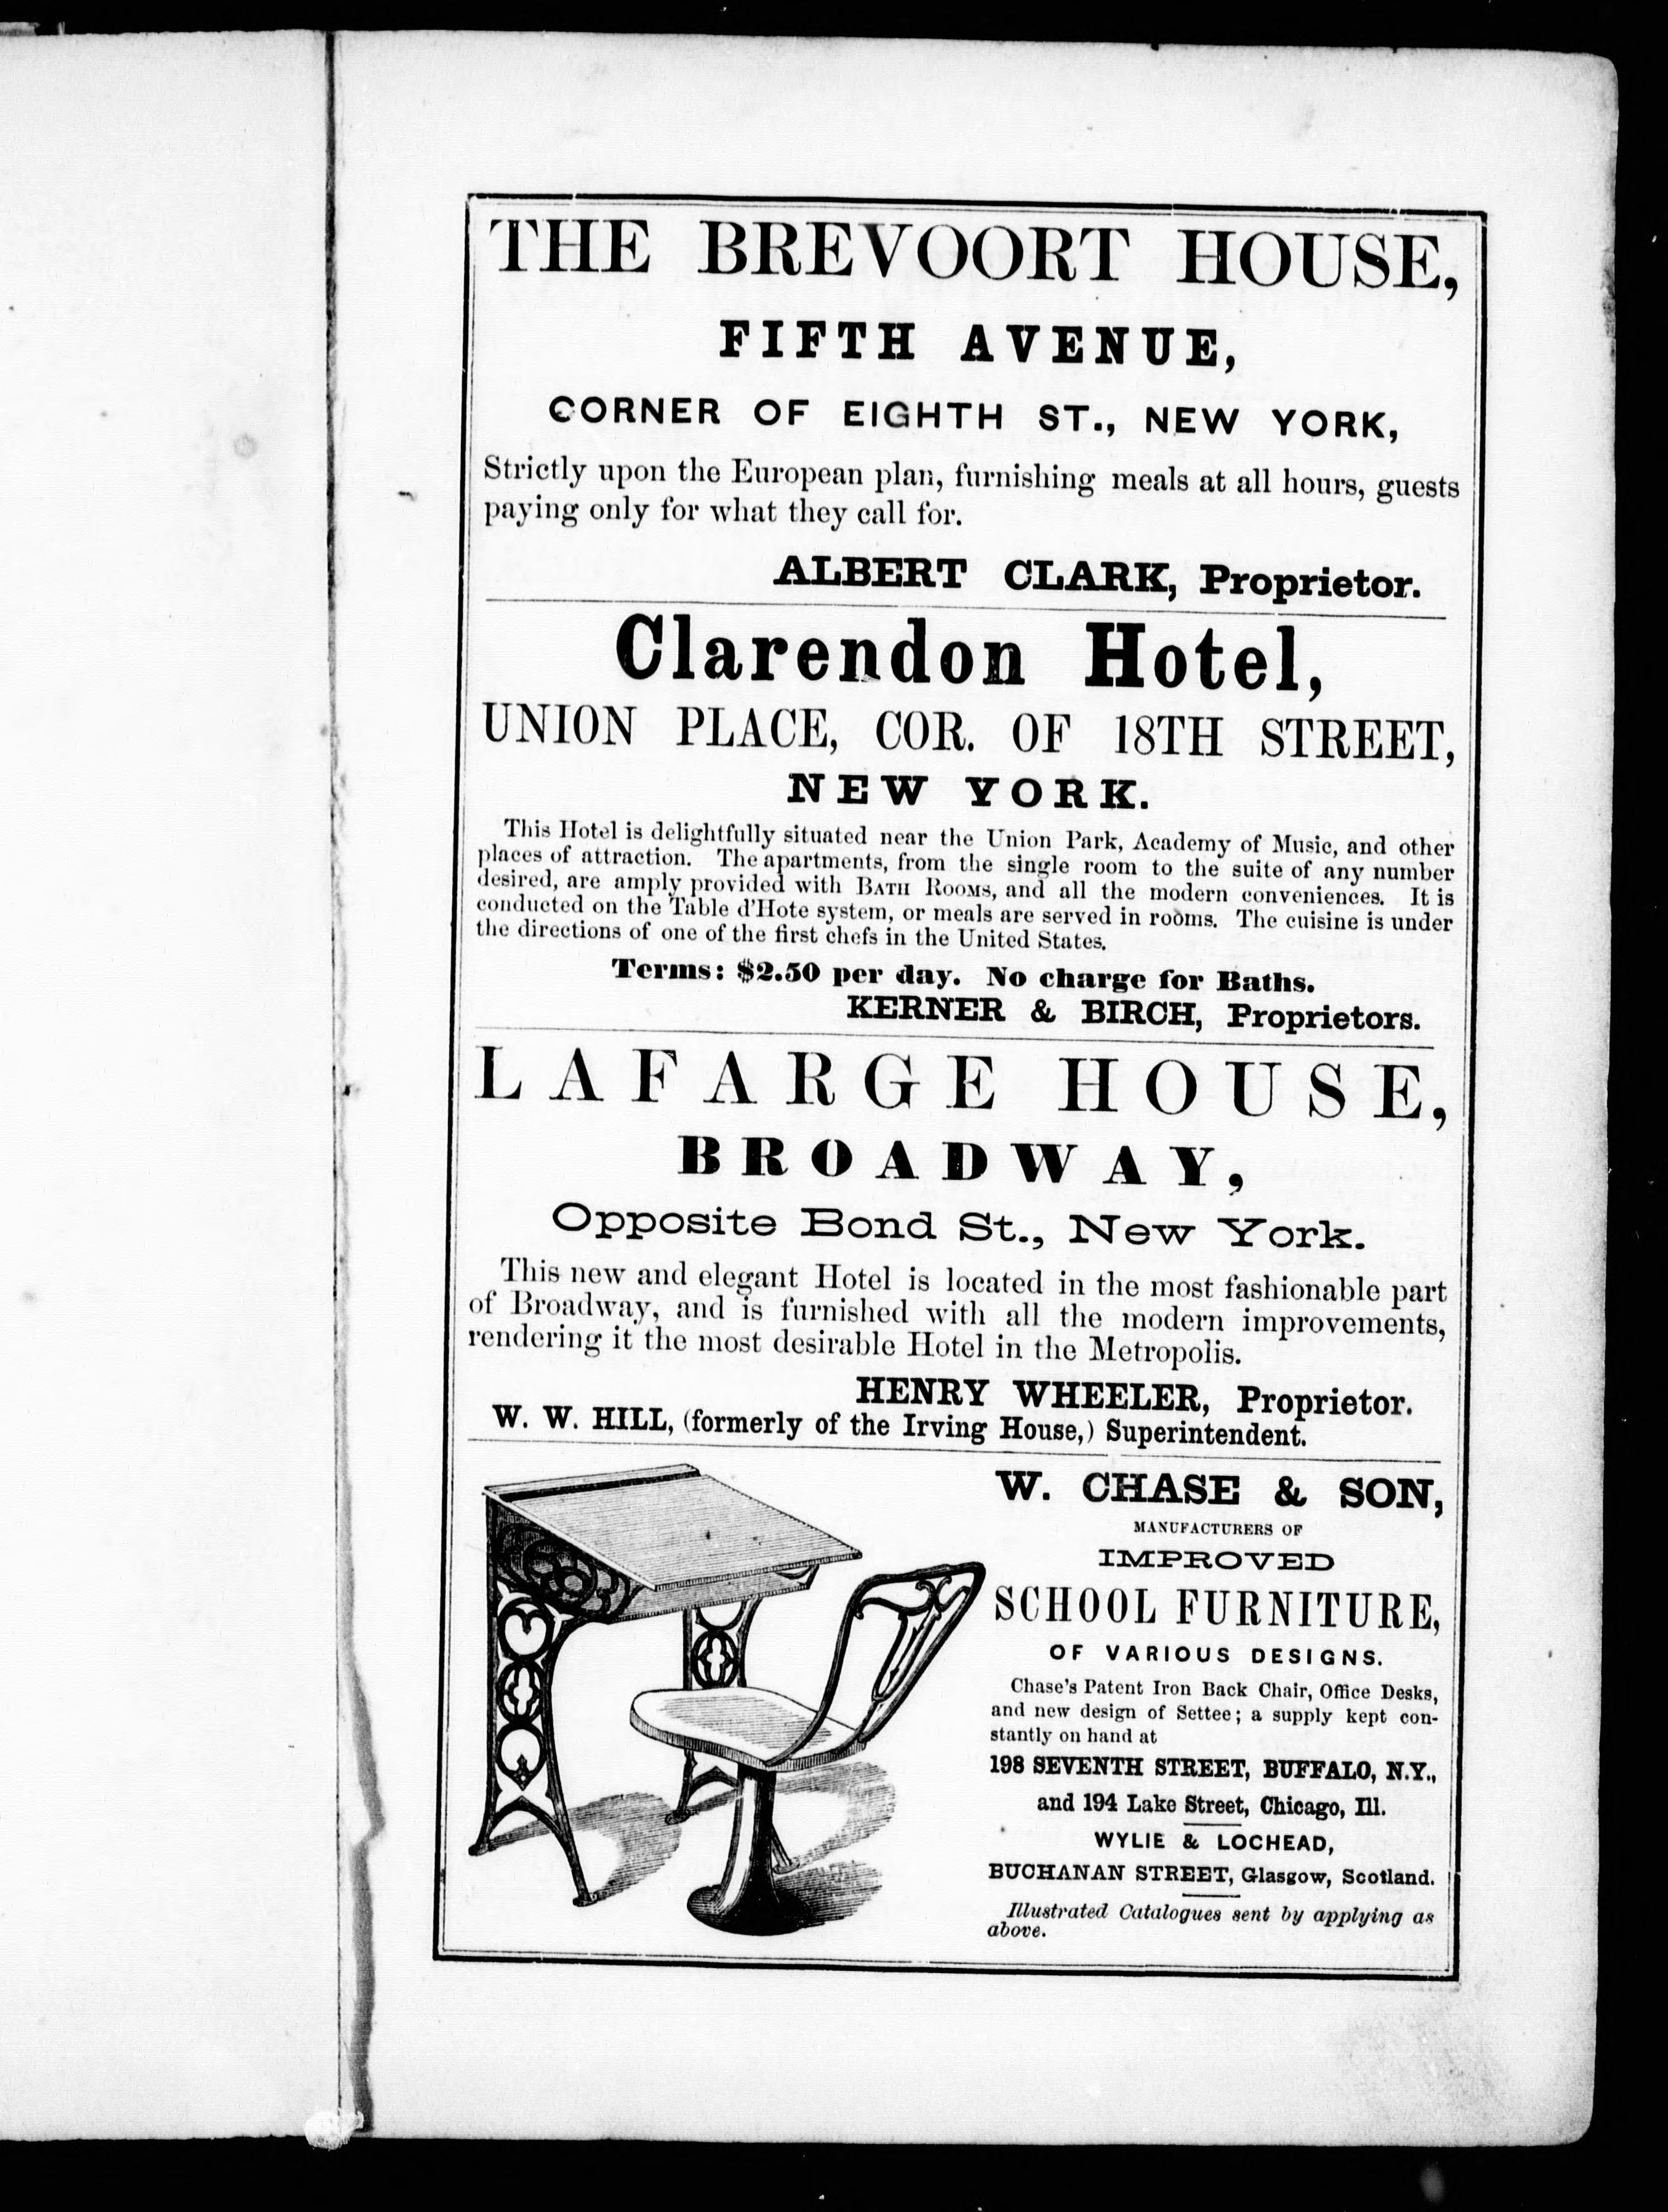 THE BREVOORT HOUSE,
FIFTH AVENUE,
CORNER OF EIGHTH ST., NEW YORK,
Strictly upon the European plan, furnishing meals at all hours, guests
paying only for what they call for.
ALBERT CLARK, Proprietor.
Clarendon Hotel,
UNION PLACE, COR. OF 18TH STREET,
NEW YORK.
This Hotel is delightfully situated near the Union Park, Academy of Music, and other
places of attraction. The apartments, from the single room to the suite of any number
desired, are amply provided with BATH ROOMS, and all the modern conveniences. It is
conducted on the Table d'Hote system, or meals are served in rooms. The cuisine is under
the directions of one of the first chefs in the United States.
Terms: $2.50 per day. No charge for Baths.
KERNER & BIRCH, Proprietors.
LAFARGE HOUSE,
BROADWAY,
Opposite Bond St., New York.
This new and elegant Hotel is located in the most fashionable part
of Broadway, and is furnished with all the modern improvements,
rendering it the most desirable Hotel in the Metropolis.
HENRY WHEELER, Proprietor.
W. W. HILL, (formerly of the Irving House,) Superintendent.
W. CHASE & SON,
MANUFACTURERS OF
IMPROVED
SCHOOL FURNITURE,
OF VARIOUS DESIGNS.
Chase's Patent Iron Back Chair, Office Desks,
and new design of Settee; a supply kept con-
stantly on hand at
198 SEVENTH STREET, BUFFALO, N.Y.,
and 194 Lake Street, Chicago, Ill.
WYLIE & LOCHEAD,
BUCHANAN STREET, Glasgow, Scotland.
Illustrated Catalogues sent by applying as
above.